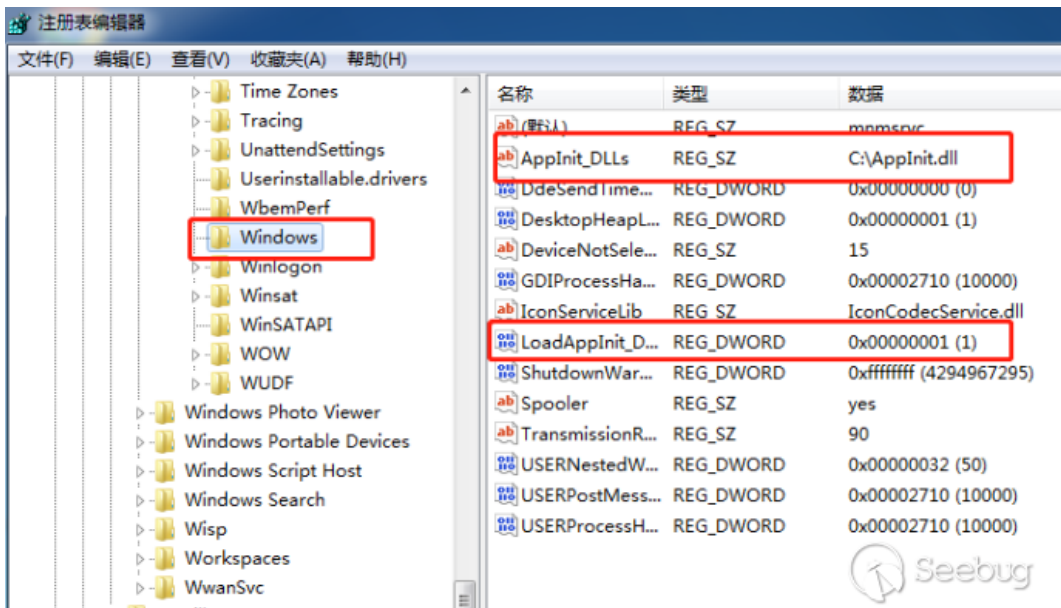 注册表编辑器
文件(F) 编辑(E) 查看(V) 收藏夹(A) 帮助(H)
Time Zones
Tracing
UnattendSettings
Userinstallable.drivers
WbemPerf
Windows
Winlogon
Winsat
WinSATAPI
WOW
WUDF
Windows Photo Viewer
Windows Portable Devices
Windows Script Host
Windows Search
Wisp
Workspaces
WwanSvc
名称 类型 数据
(默认) REG_SZ mnmsrvc
AppInit_DLLs REG_SZ C:\AppInit.dll
DdeSendTime... REG_DWORD 0x00000000 (0)
DesktopHeapL... REG_DWORD 0x00000001 (1)
DeviceNotSele... REG_SZ 15
GDIProcessHa... REG_DWORD 0x00002710 (10000)
IconServiceLib REG_SZ IconCodecService.dll
LoadAppInit_D... REG_DWORD 0x00000001 (1)
ShutdownWar... REG_DWORD 0xffffffff (4294967295)
Spooler REG_SZ yes
TransmissionR... REG_SZ 90
USERNestedW... REG_DWORD 0x00000032 (50)
USERPostMess... REG_DWORD 0x00002710 (10000)
USERProcessH... REG_DWORD 0x00002710 (10000)
Seebug